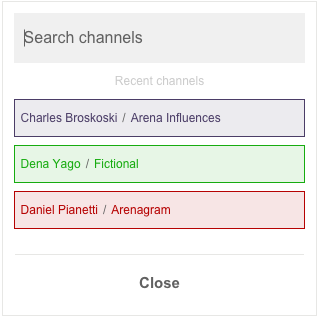 Search channels
Recent channels
Charles Broskoski / Arena Influences
Dena Yago / Fictional
Daniel Pianetti / Arenagram
Close